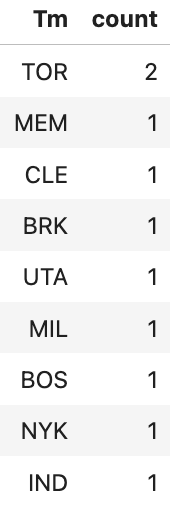 Tm count
TOR 2
MEM 1
CLE 1
BRK 1
UTA 1
MIL 1
BOS 1
NYK 1
IND 1